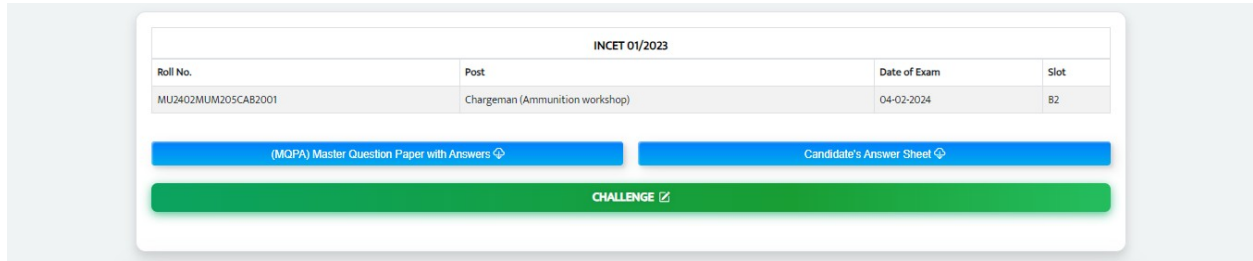 INCET 01/2023
Roll No. Post Date of Exam Slot
MU2402MUM205CAB2001 Chargeman (Ammunition workshop) 04-02-2024 B2
(MQPA) Master Question Paper with Answers Candidate's Answer Sheet
CHALLENGE